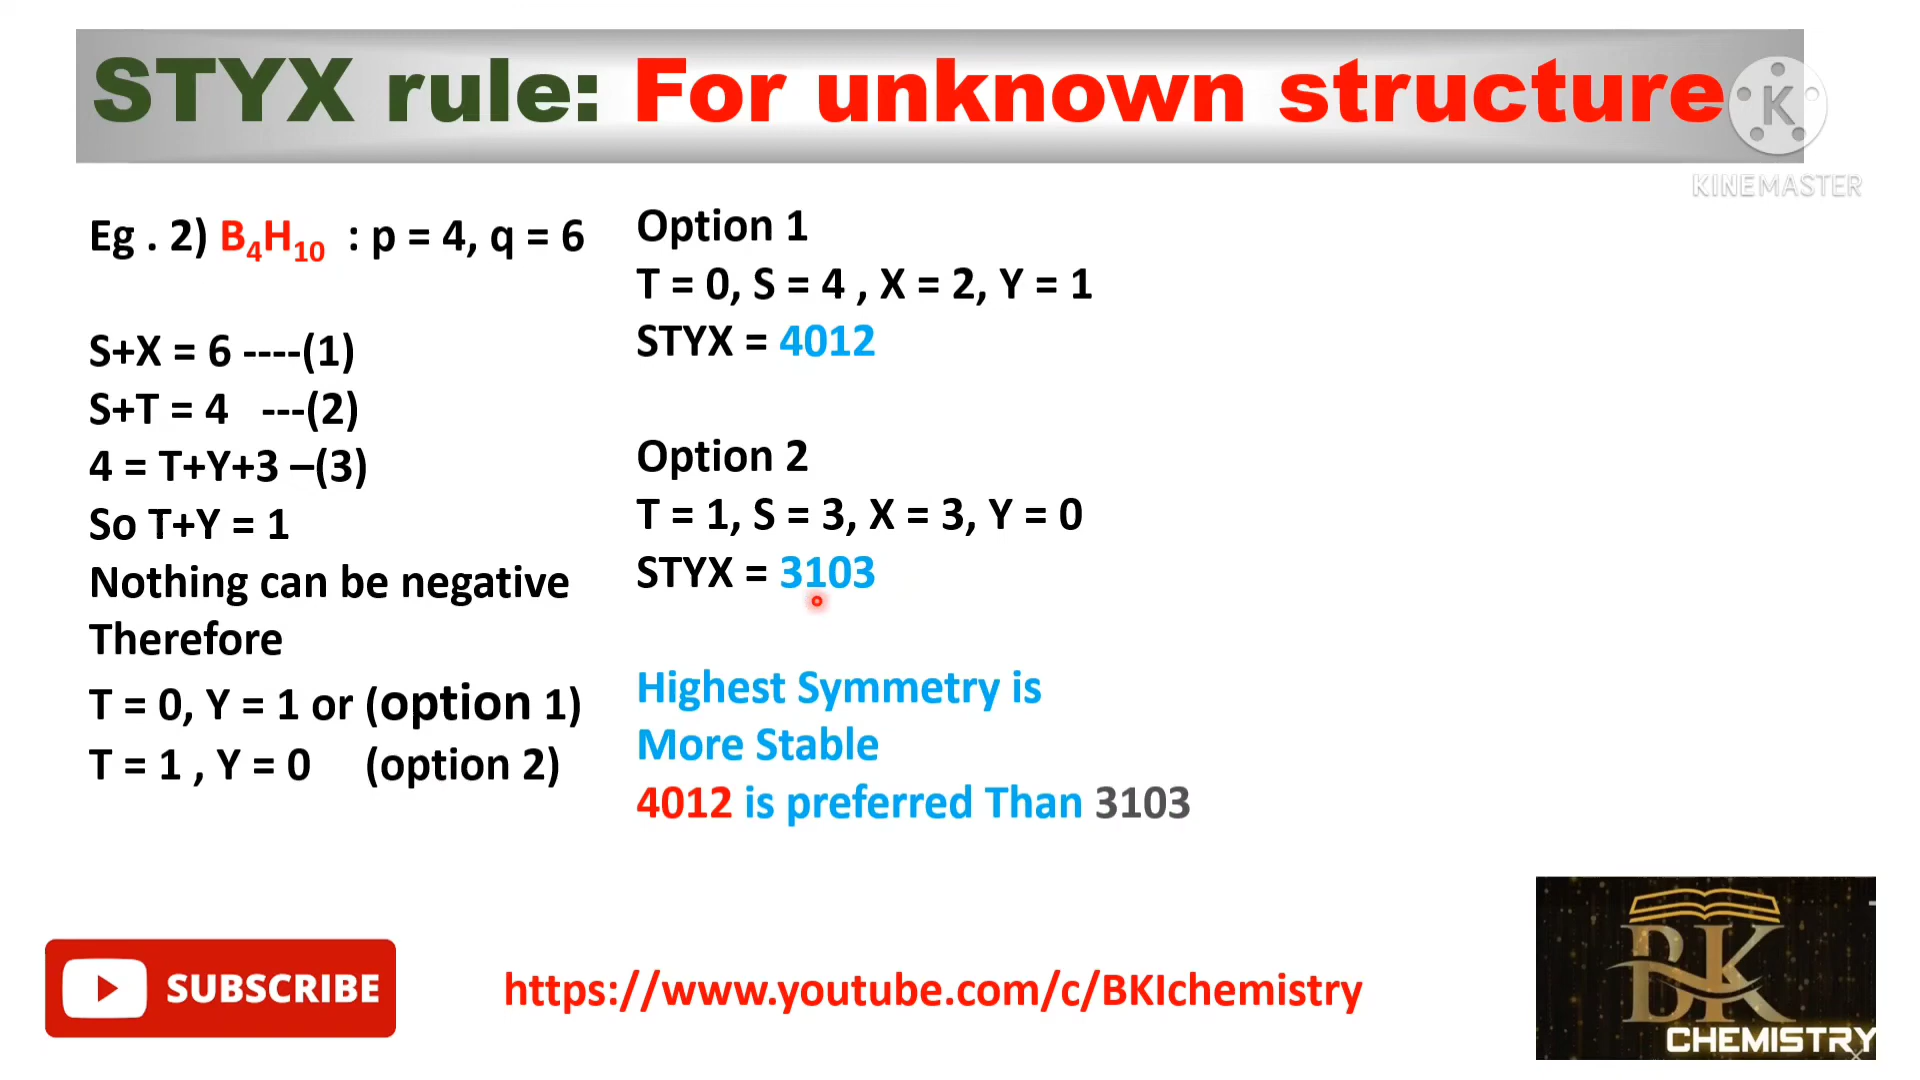 STYX rule: For unknown structure
K
KINEMASTER
Eg . 2) B4H10 : p = 4, q = 6
S+X = 6 ----(1)
S+T = 4 ---(2)
4 = T+Y+3 –(3)
So T+Y = 1
Nothing can be negative
Therefore
T = 0, Y = 1 or (option 1)
T = 1 , Y = 0 (option 2)
Option 1
T = 0, S = 4 , X = 2, Y = 1
STYX = 4012
Option 2
T = 1, S = 3, X = 3, Y = 0
STYX = 3103
Highest Symmetry is
More Stable
4012 is preferred Than 3103
SUBSCRIBE
https://www.youtube.com/c/BKIchemistry
BK
CHEMISTRY